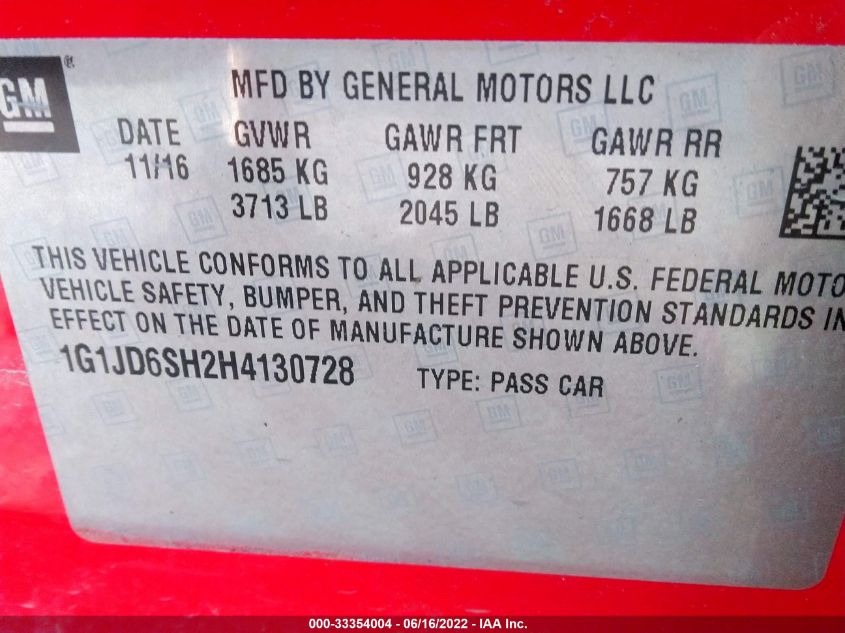 GM®
MFD BY GENERAL MOTORS LLC
DATE GVWR GAWR FRT GAWR RR
11/16 1685 KG 928 KG 757 KG
3713 LB 2045 LB 1668 LB
THIS VEHICLE CONFORMS TO ALL APPLICABLE U.S. FEDERAL MOTO
VEHICLE SAFETY, BUMPER, AND THEFT PREVENTION STANDARDS IN
EFFECT ON THE DATE OF MANUFACTURE SHOWN ABOVE.
1G1JD6SH2H4130728 TYPE: PASS CAR
000-33354004 - 06/16/2022 - IAA Inc.